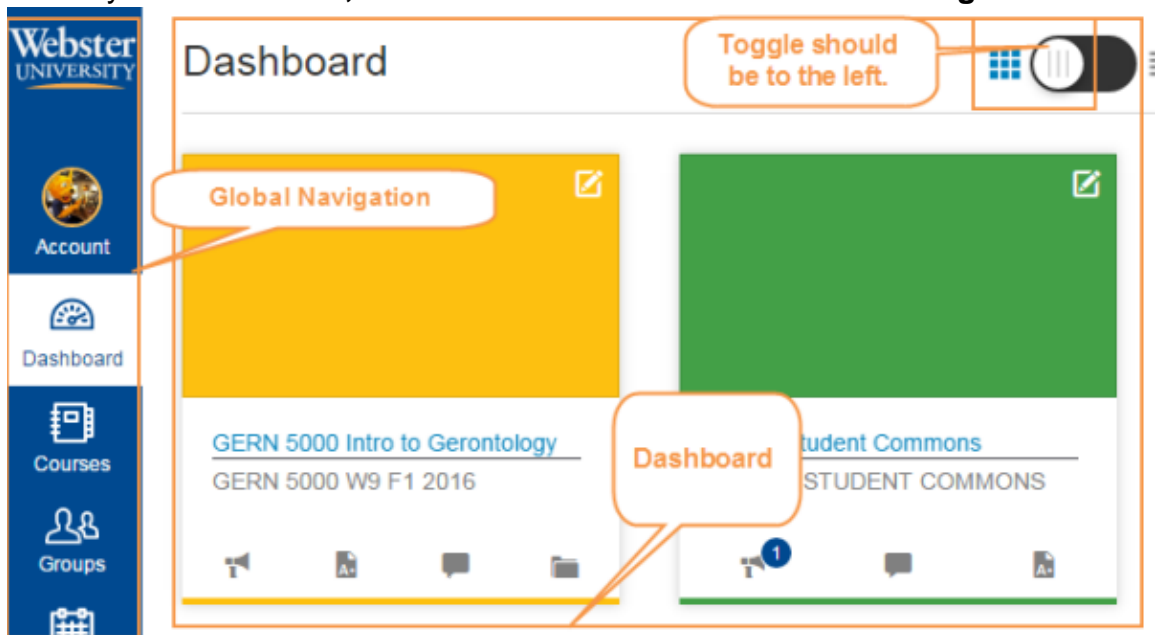 Webster
UNIVERSITY
Dashboard
Toggle should
be to the left.
Global Navigation
Account
Dashboard
Courses
Groups
GERN 5000 Intro to Gerontology
GERN 5000 W9 F1 2016
A+
Dashboard
tudent Commons
STUDENT COMMONS
1
A+